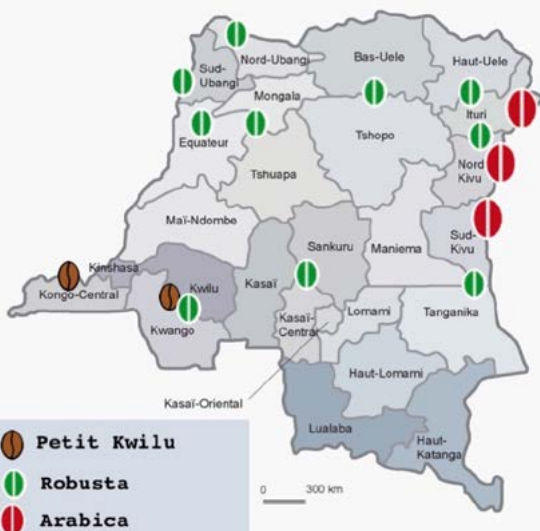 Nord-Ubangi
Bas-Uele
Haut-Uele
Sud-
Ubangi
Mongala
Ituri
Equateur
Tshopo
Nord
Kivu
Tshuapa
Maï-Ndombe
Sankuru
Maniema
Sud-
Kivu
Kinshasa
Kwilu
Kasaï
Kongo-Central
Kwango
Kasaï-
Central
Lomami
Tanganika
Haut-Lomami
Kasaï-Oriental
Lualaba
Haut-
Katanga
Petit Kwilu
Robusta
Arabica
0 300 km